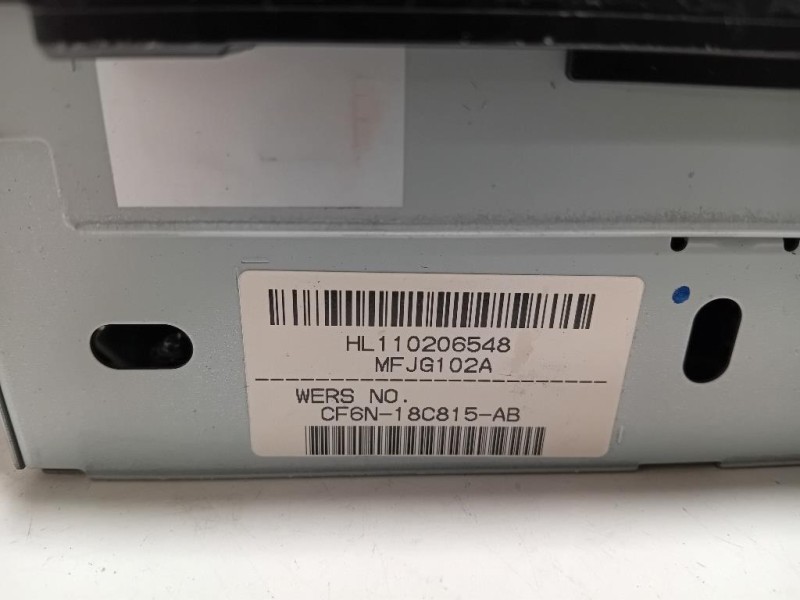 HL110206548
MFJG102A
WERS NO.
CF6N-18C815-AB